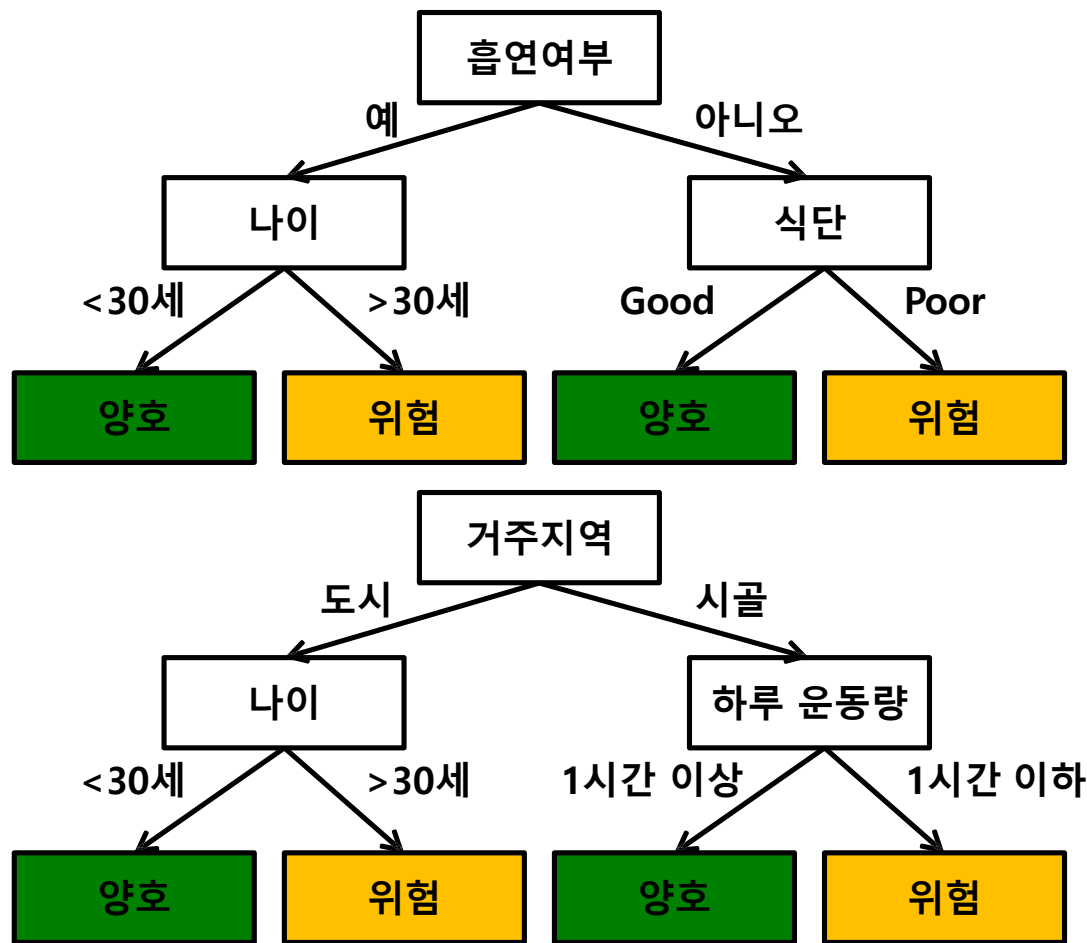 흡연여부
예 아니오
나이 식단
<30세 >30세 Good Poor
양호 위험 양호 위험
거주지역
도시 시골
나이 하루 운동량
<30세 >30세 1시간 이상 1시간 이하
양호 위험 양호 위험